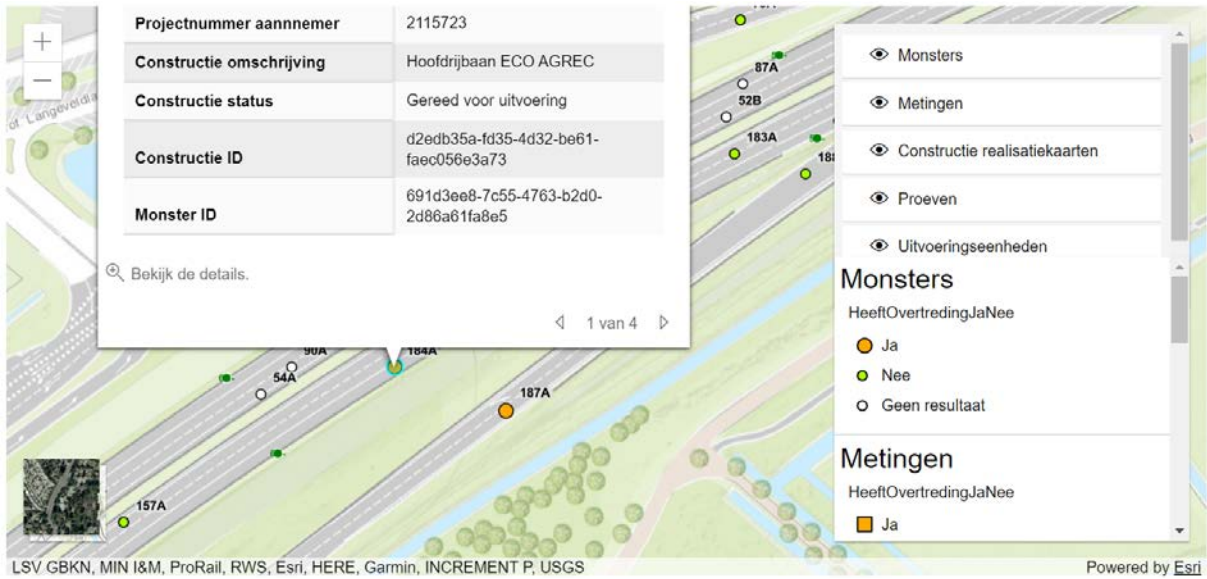 Projectnummer aannnemer 2115723
Constructie omschrijving Hoofdrijbaan ECO AGREC
Constructie status Gereed voor uitvoering
Constructie ID d2edb35a-fd35-4d32-be61-
faec056e3a73
Monster ID 691d3ee8-7c55-4763-b2d0-
2d86a61fa8e5
Bekijk de details.
1 van 4
87A
52B
183A
90A
184A
54A
187A
157A
Monsters
Metingen
Constructie realisatiekaarten
Proeven
Uitvoeringseenheden
Monsters
HeeftOvertredingJaNee
Ja
Nee
Geen resultaat
Metingen
HeeftOvertredingJaNee
Ja
LSV GBKN, MIN I&M, ProRail, RWS, Esri, HERE, Garmin, INCREMENT P, USGS
Powered by Esri